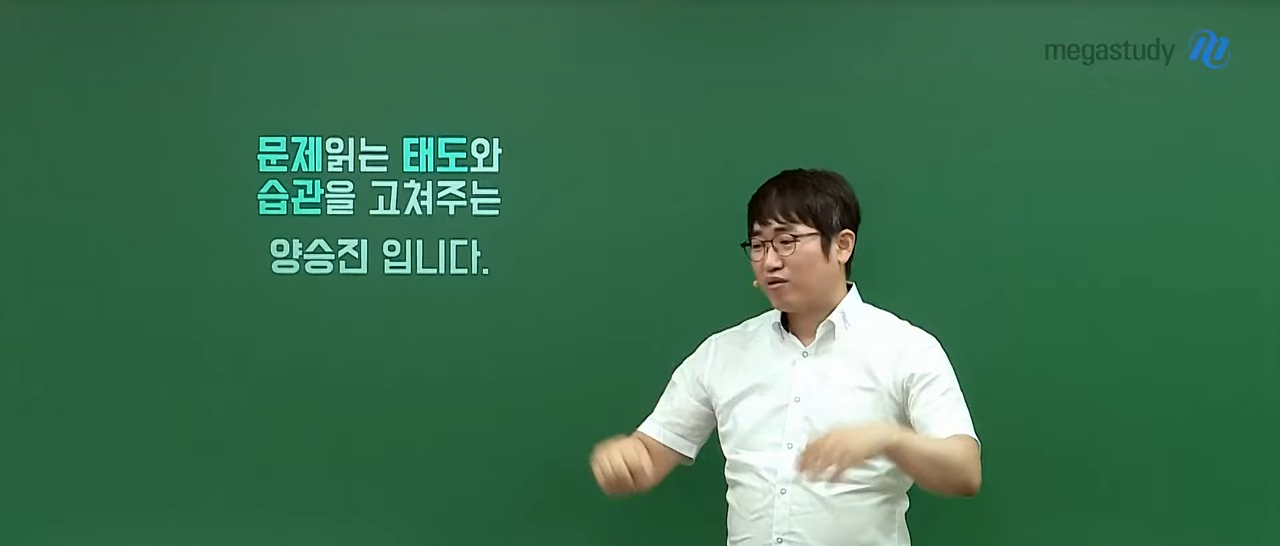 megastudy
문제읽는 태도와
습관을 고쳐주는
양승진 입니다.